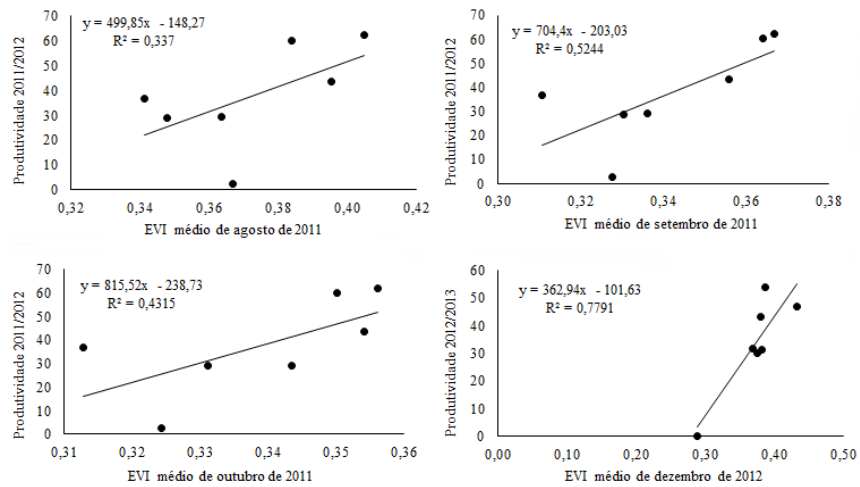 y = 499,85x - 148,27
R² = 0,337
Produtividade 2011/2012
70
60
50
40
30
20
10
0
0,32 0,34 0,36 0,38 0,40 0,42
EVI médio de agosto de 2011
y = 704,4x - 203,03
R² = 0,5244
Produtividade 2011/2012
70
60
50
40
30
20
10
0
0,30 0,32 0,34 0,36 0,38
EVI médio de setembro de 2011
y = 815,52x - 238,73
R² = 0,4315
Produtividade 2011/2012
70
60
50
40
30
20
10
0
0,31 0,32 0,33 0,34 0,35 0,36
EVI médio de outubro de 2011
y = 362,94x - 101,63
R² = 0,7791
Produtividade 2012/2013
60
50
40
30
20
10
0
0,00 0,10 0,20 0,30 0,40 0,50
EVI médio de dezembro de 2012